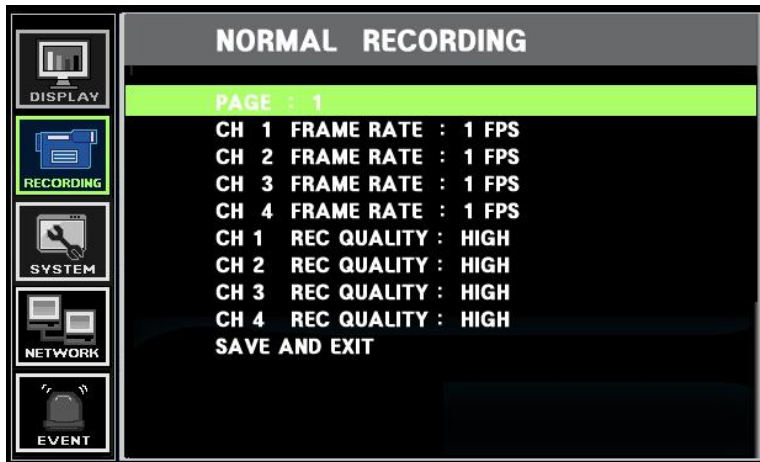 NORMAL RECORDING
DISPLAY
RECORDING
SYSTEM
NETWORK
EVENT
PAGE : 1
CH 1 FRAME RATE : 1 FPS
CH 2 FRAME RATE : 1 FPS
CH 3 FRAME RATE : 1 FPS
CH 4 FRAME RATE : 1 FPS
CH 1 REC QUALITY : HIGH
CH 2 REC QUALITY : HIGH
CH 3 REC QUALITY : HIGH
CH 4 REC QUALITY : HIGH
SAVE AND EXIT